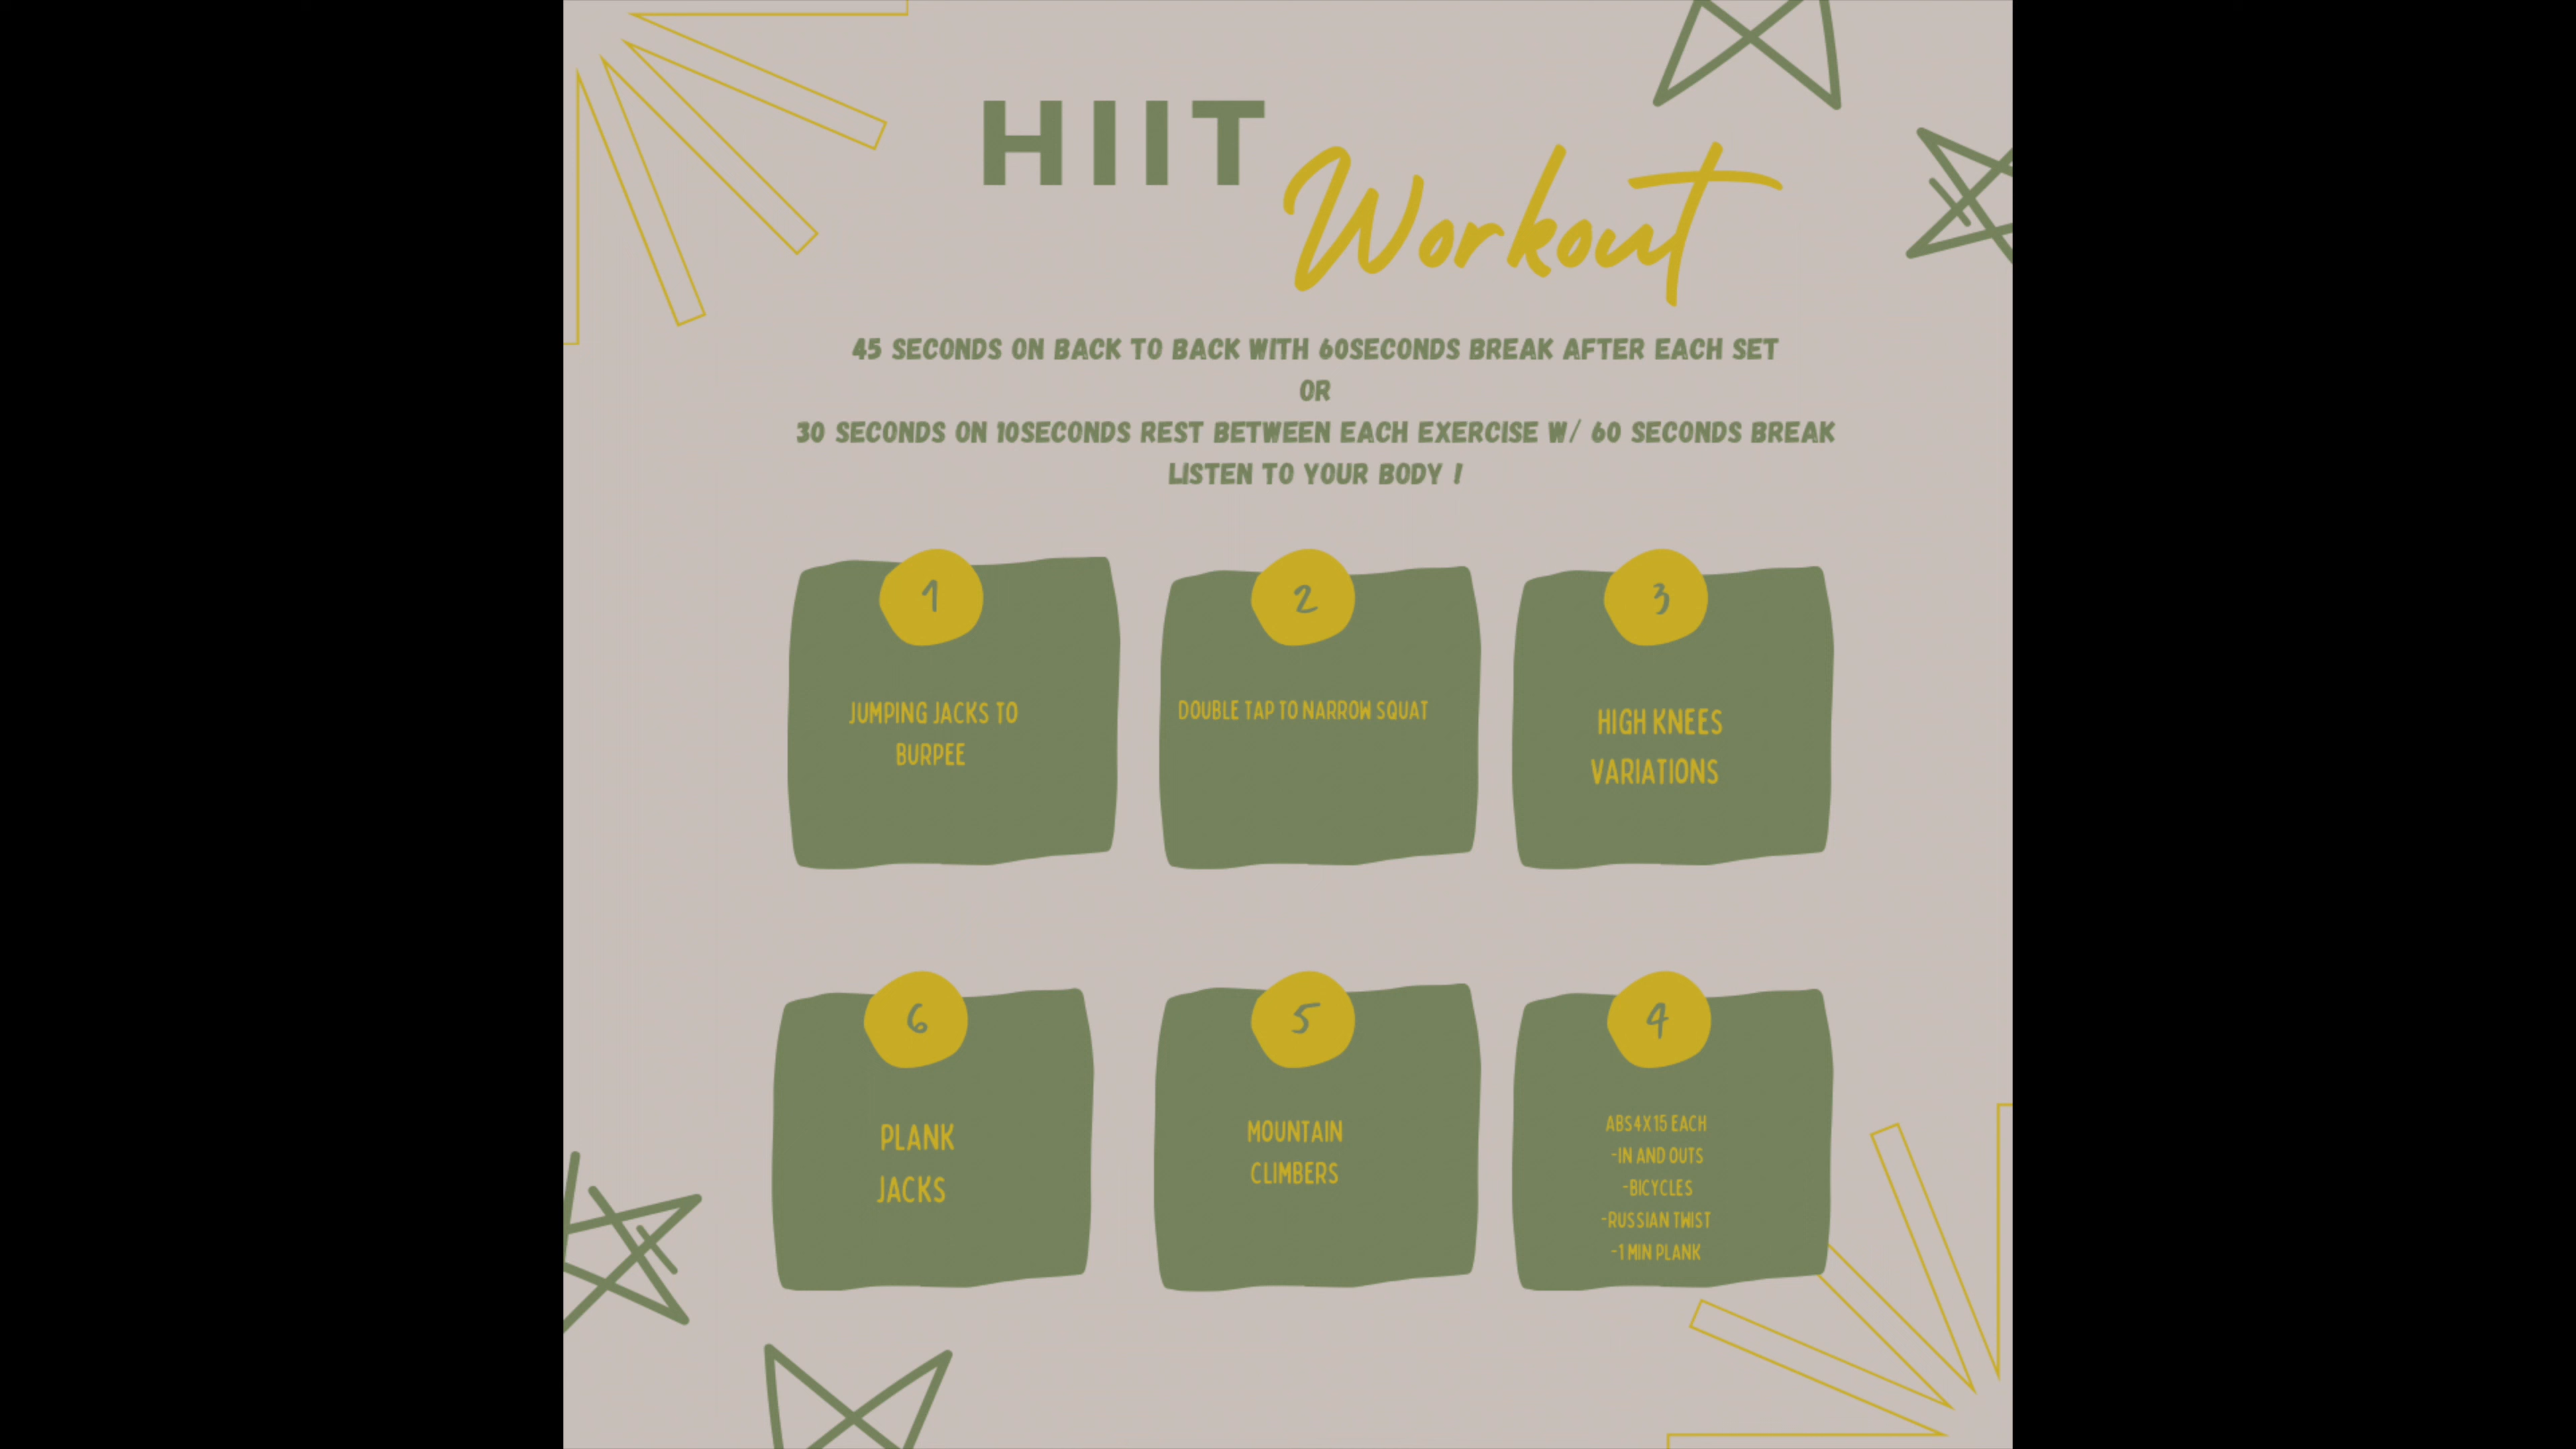 HIIT
Workout
45 SECONDS ON BACK TO BACK WITH 60SECONDS BREAK AFTER EACH SET
OR
30 SECONDS ON 10SECONDS REST BETWEEN EACH EXERCISE W/ 60 SECONDS BREAK
LISTEN TO YOUR BODY !
1
JUMPING JACKS TO
BURPEE
2
DOUBLE TAP TO NARROW SQUAT
3
HIGH KNEES
VARIATIONS
6
PLANK
JACKS
5
MOUNTAIN
CLIMBERS
4
ABS4X15 EACH
-IN AND OUTS
-BICYCLES
-RUSSIAN TWIST
-1 MIN PLANK